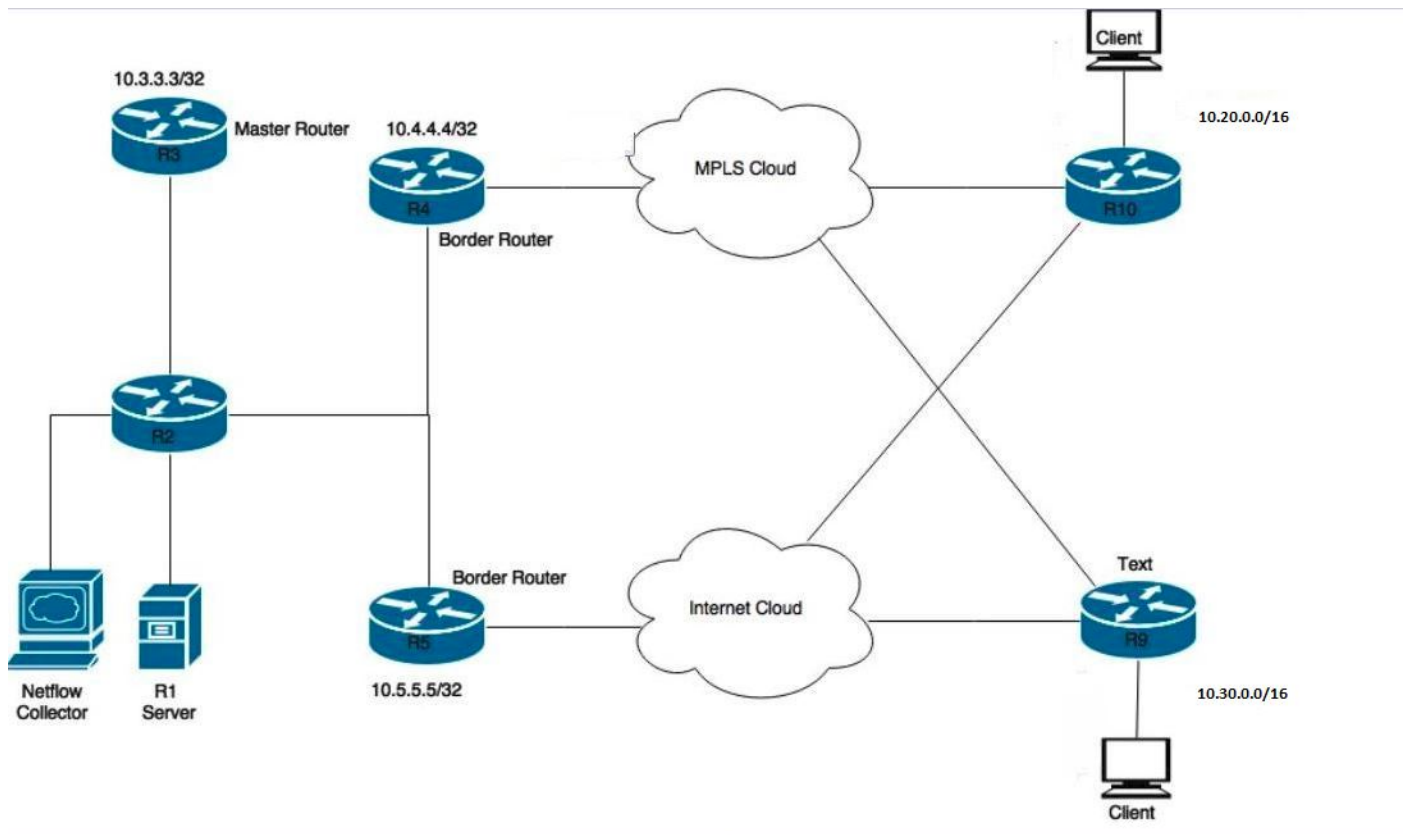 Client
10.3.3.3/32
10.20.0.0/16
Master Router
10.4.4.4/32
R3
MPLS Cloud
R4
R10
Border Router
R2
Border Router
Text
Internet Cloud
R5
R9
10.5.5.5/32
Netflow
Collector
R1
Server
10.30.0.0/16
Client